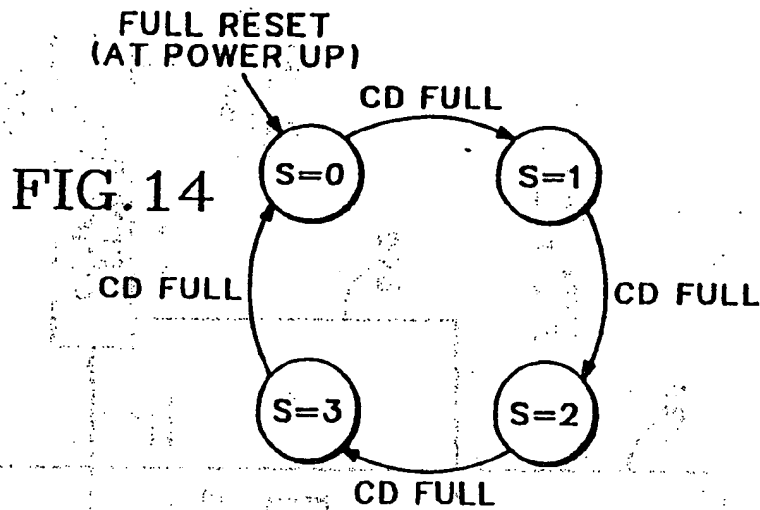 FULL RESET
(AT POWER UP)
CD FULL
S=0
S=1
FIG.14
CD FULL
CD FULL
S=3
S=2
CD FULL